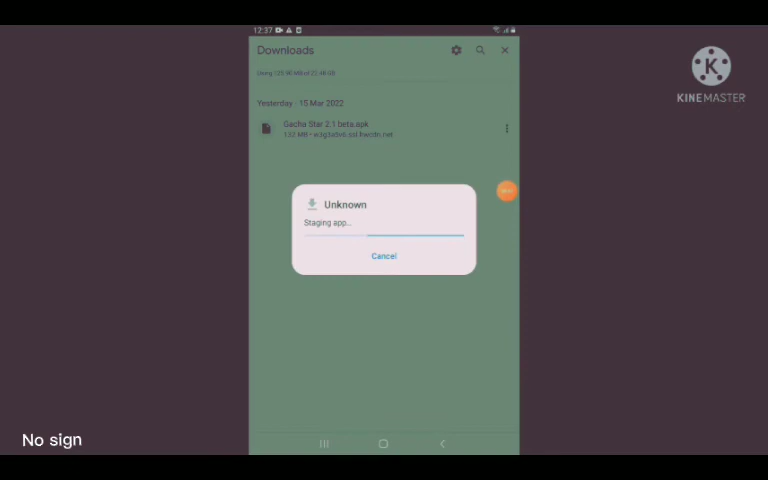 12:37
Downloads
Yesterday - 15 Mar 2022
Gacha Star 2.1 beta.apk
Unknown
Staging app...
Cancel
K
KINEMASTER
No sign